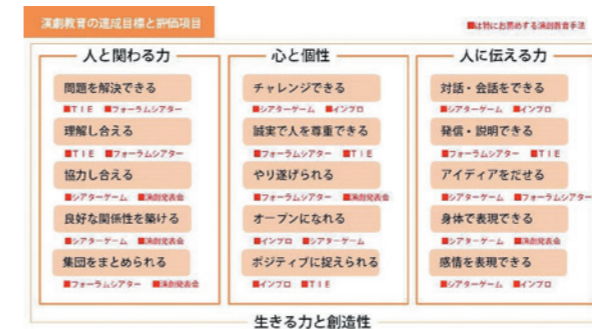 演劇教育の達成目標と評価項目
■は特にお薦めする演劇教育手法
人と関わる力
問題を解決できる
■TIE ■フォーラムシアター
理解し合える
■TIE ■フォーラムシアター
協力し合える
■シアターゲーム ■演劇発表会
良好な関係性を築ける
■シアターゲーム ■演劇発表会
集団をまとめられる
■フォーラムシアター ■演劇発表会
心と個性
チャレンジできる
■シアターゲーム ■インプロ
誠実で人を尊重できる
■フォーラムシアター ■TIE
やり遂げられる
■フォーラムシアター ■演劇発表会
オープンになれる
■インプロ ■シアターゲーム
ポジティブに捉えられる
■インプロ ■TIE
人に伝える力
対話・会話をできる
■シアターゲーム ■インプロ
発信・説明できる
■フォーラムシアター ■TIE
アイディアをだせる
■シアターゲーム ■フォーラムシアター
身体で表現できる
■シアターゲーム ■演劇発表会
感情を表現できる
■シアターゲーム ■インプロ
生きる力と創造性